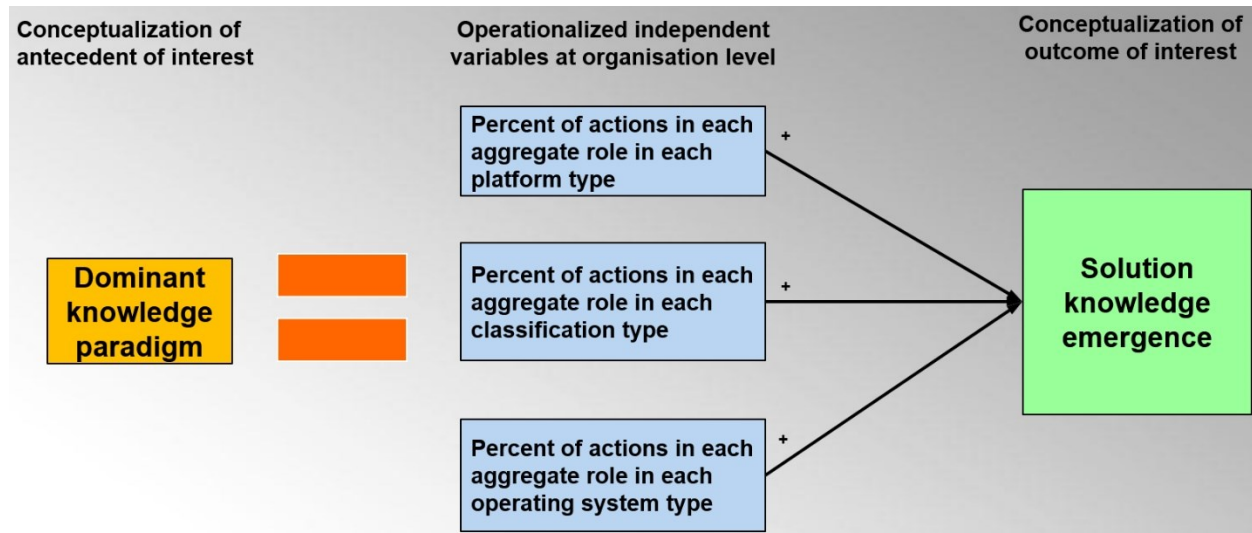 Conceptualization of
antecedent of interest
Operationalized independent
variables at organisation level
Conceptualization of
outcome of interest
Percent of actions in each
aggregate role in each
platform type
+
Dominant
knowledge
paradigm
Percent of actions in each
aggregate role in each
classification type
+
Solution
knowledge
emergence
Percent of actions in each
aggregate role in each
operating system type
+